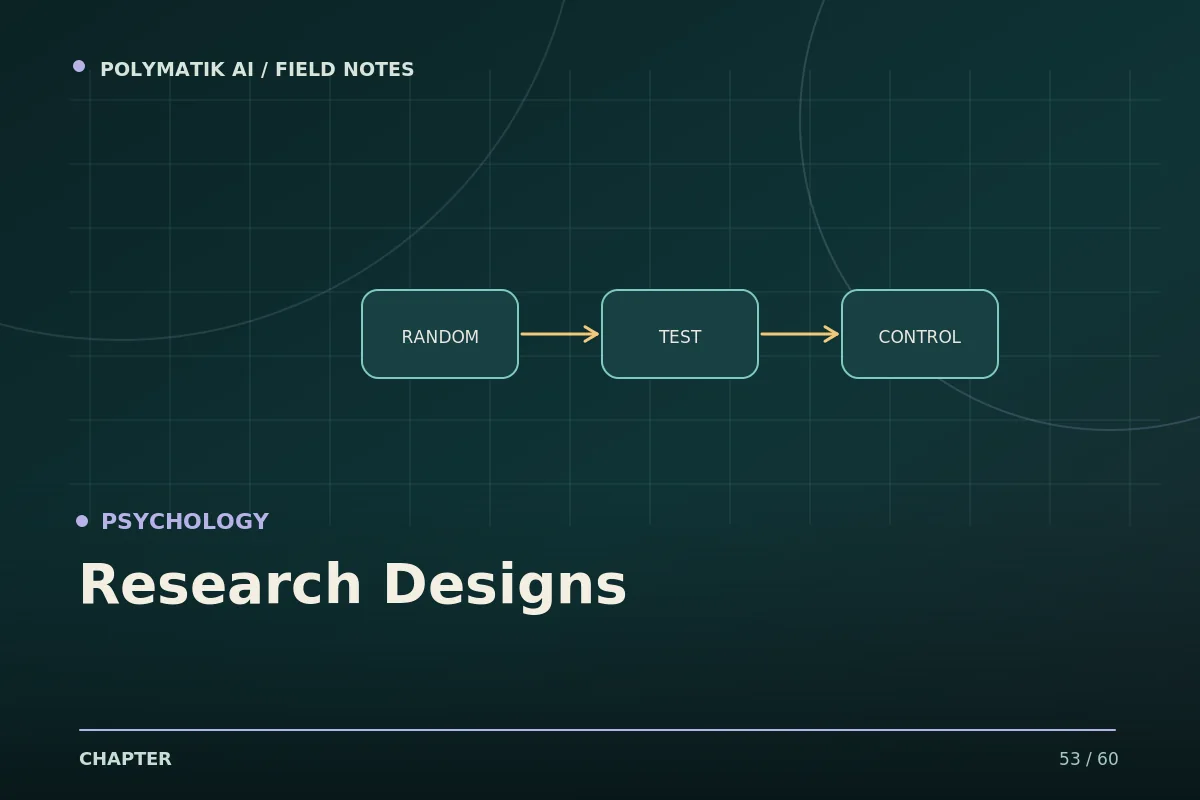 POLYMATIK AI / FIELD NOTES
RANDOM
TEST
CONTROL
PSYCHOLOGY
Research Designs
CHAPTER
53 / 60